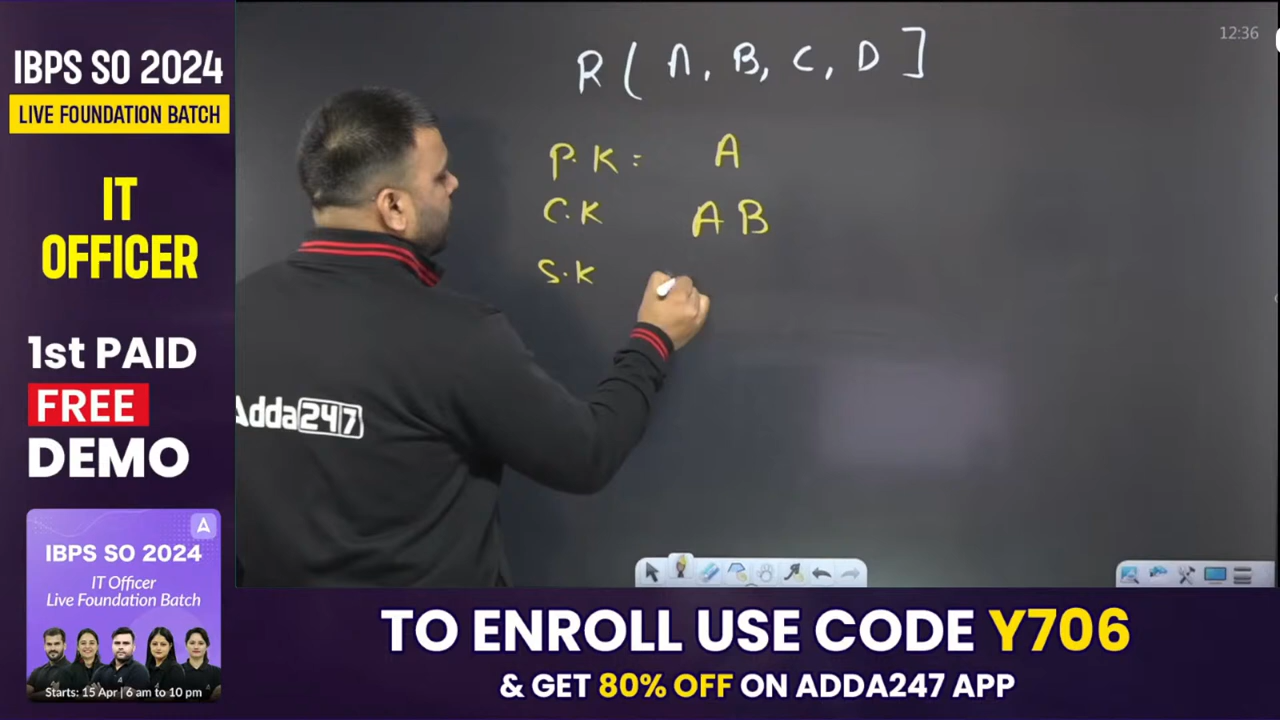 IBPS SO 2024
LIVE FOUNDATION BATCH
IT
OFFICER
1st PAID
FREE
DEMO
A
IBPS SO 2024
IT Officer
Live Foundation Batch
Starts: 15 Apr | 6 am to 10 pm
12:36
R ( A, B, C, D ]
P. K = A
C. K A B
S. K
Adda247
TO ENROLL USE CODE Y706
& GET 80% OFF ON ADDA247 APP